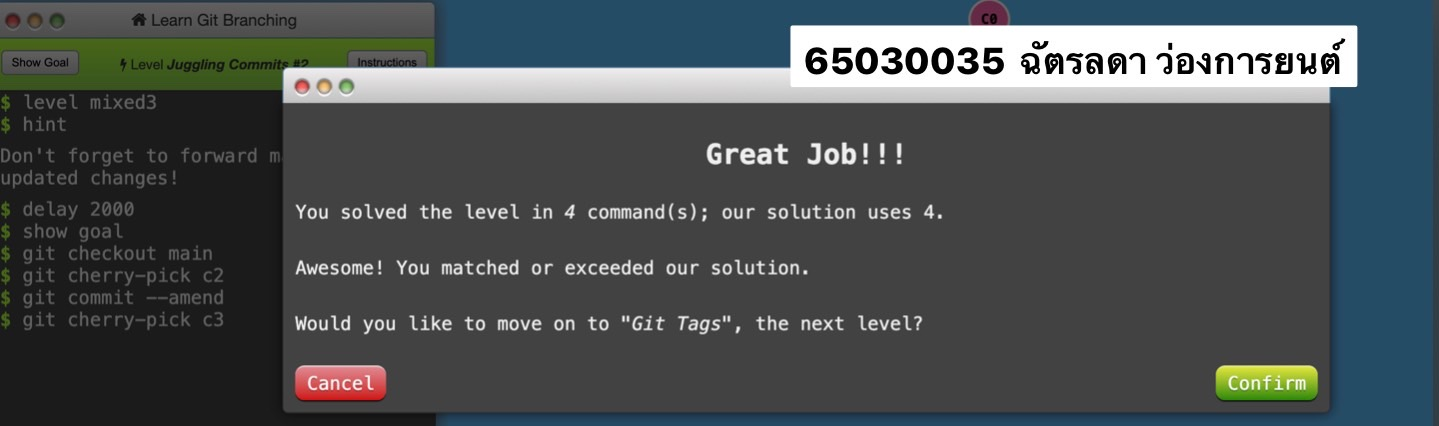 Learn Git Branching
C0
65030035 ฉัตรลดา ว่องการยนต์
Show Goal
Level Juggling Commits #2
Instructions
$ level mixed3
$ hint
Don't forget to forward
updated changes!
$ delay 2000
$ show goal
$ git checkout main
$ git cherry-pick c2
$ git commit --amend
$ git cherry-pick c3
Great Job!!!
You solved the level in 4 command(s); our solution uses 4.
Awesome! You matched or exceeded our solution.
Would you like to move on to "Git Tags", the next level?
Cancel
Confirm